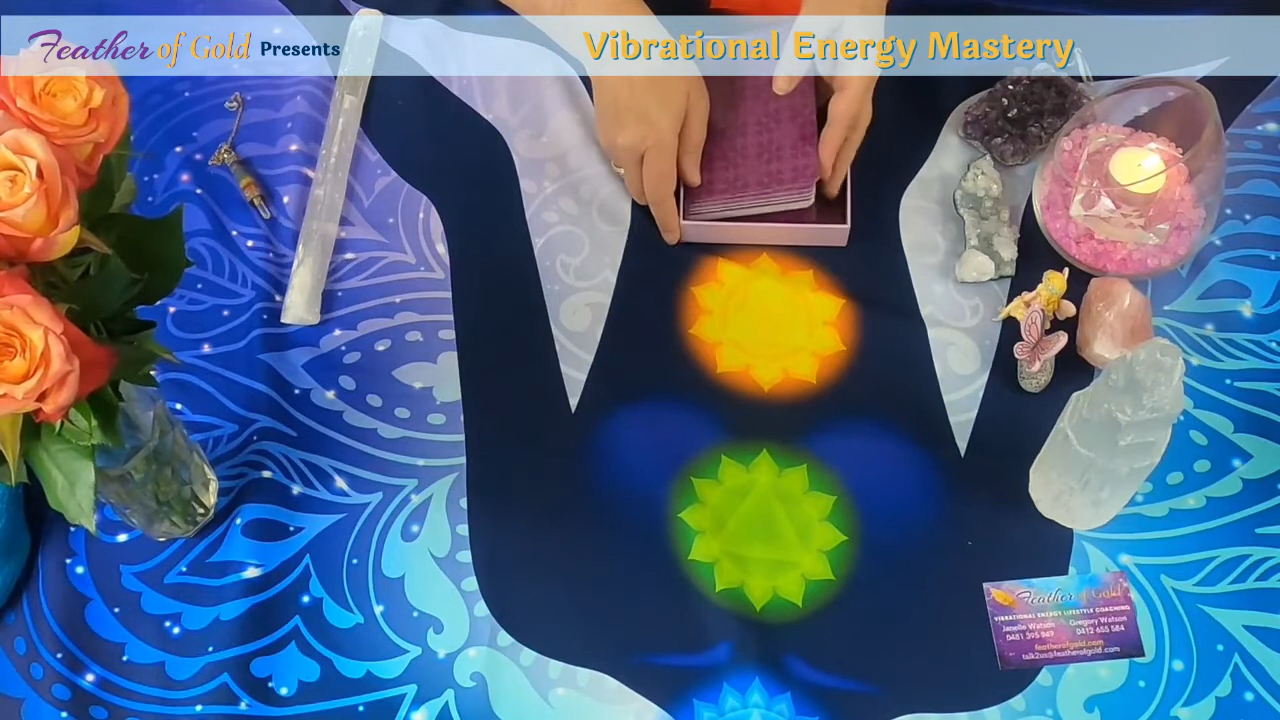 Feather of Gold Presents
Vibrational Energy Mastery
Feather of Gold
VIBRATIONAL ENERGY LIFESTYLE COACHING
Janelle Watson Gregory Watson
0481 395 949 0412 655 584
featherofgold.com
talk2us@featherofgold.com